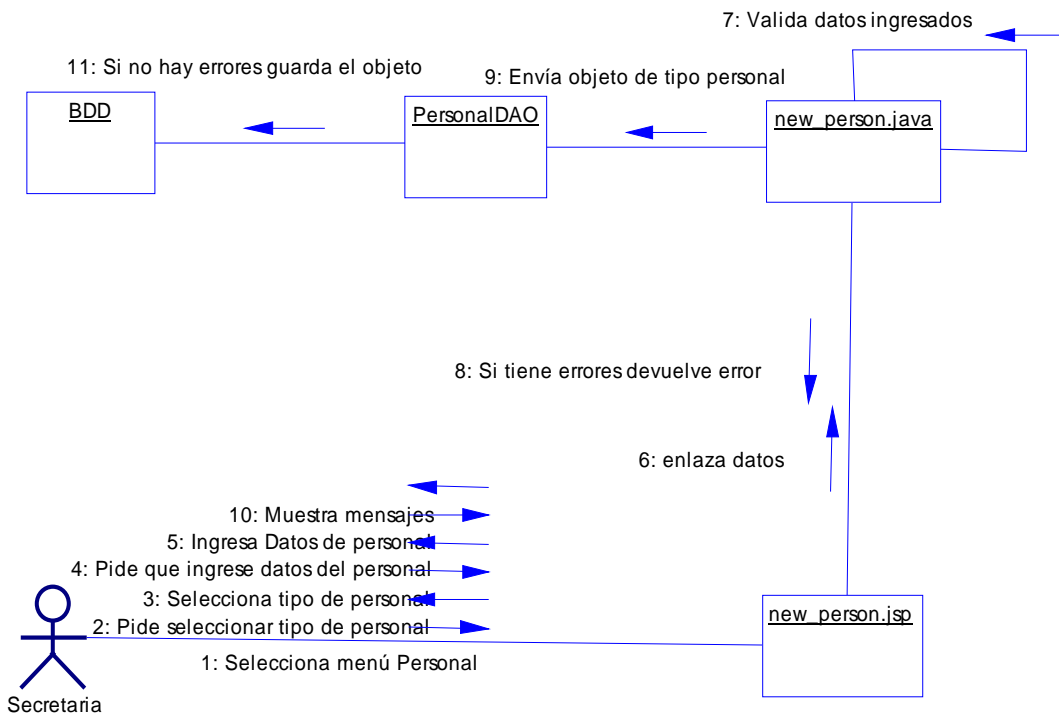 7: Valida datos ingresados
11: Si no hay errores guarda el objeto
9: Envía objeto de tipo personal
BDD
PersonalDAO
new_person.java
8: Si tiene errores devuelve error
6: enlaza datos
10: Muestra mensajes
5: Ingresa Datos de personal
4: Pide que ingrese datos del personal
3: Selecciona tipo de personal
2: Pide seleccionar tipo de personal
new_person.jsp
1: Selecciona menú Personal
Secretaria